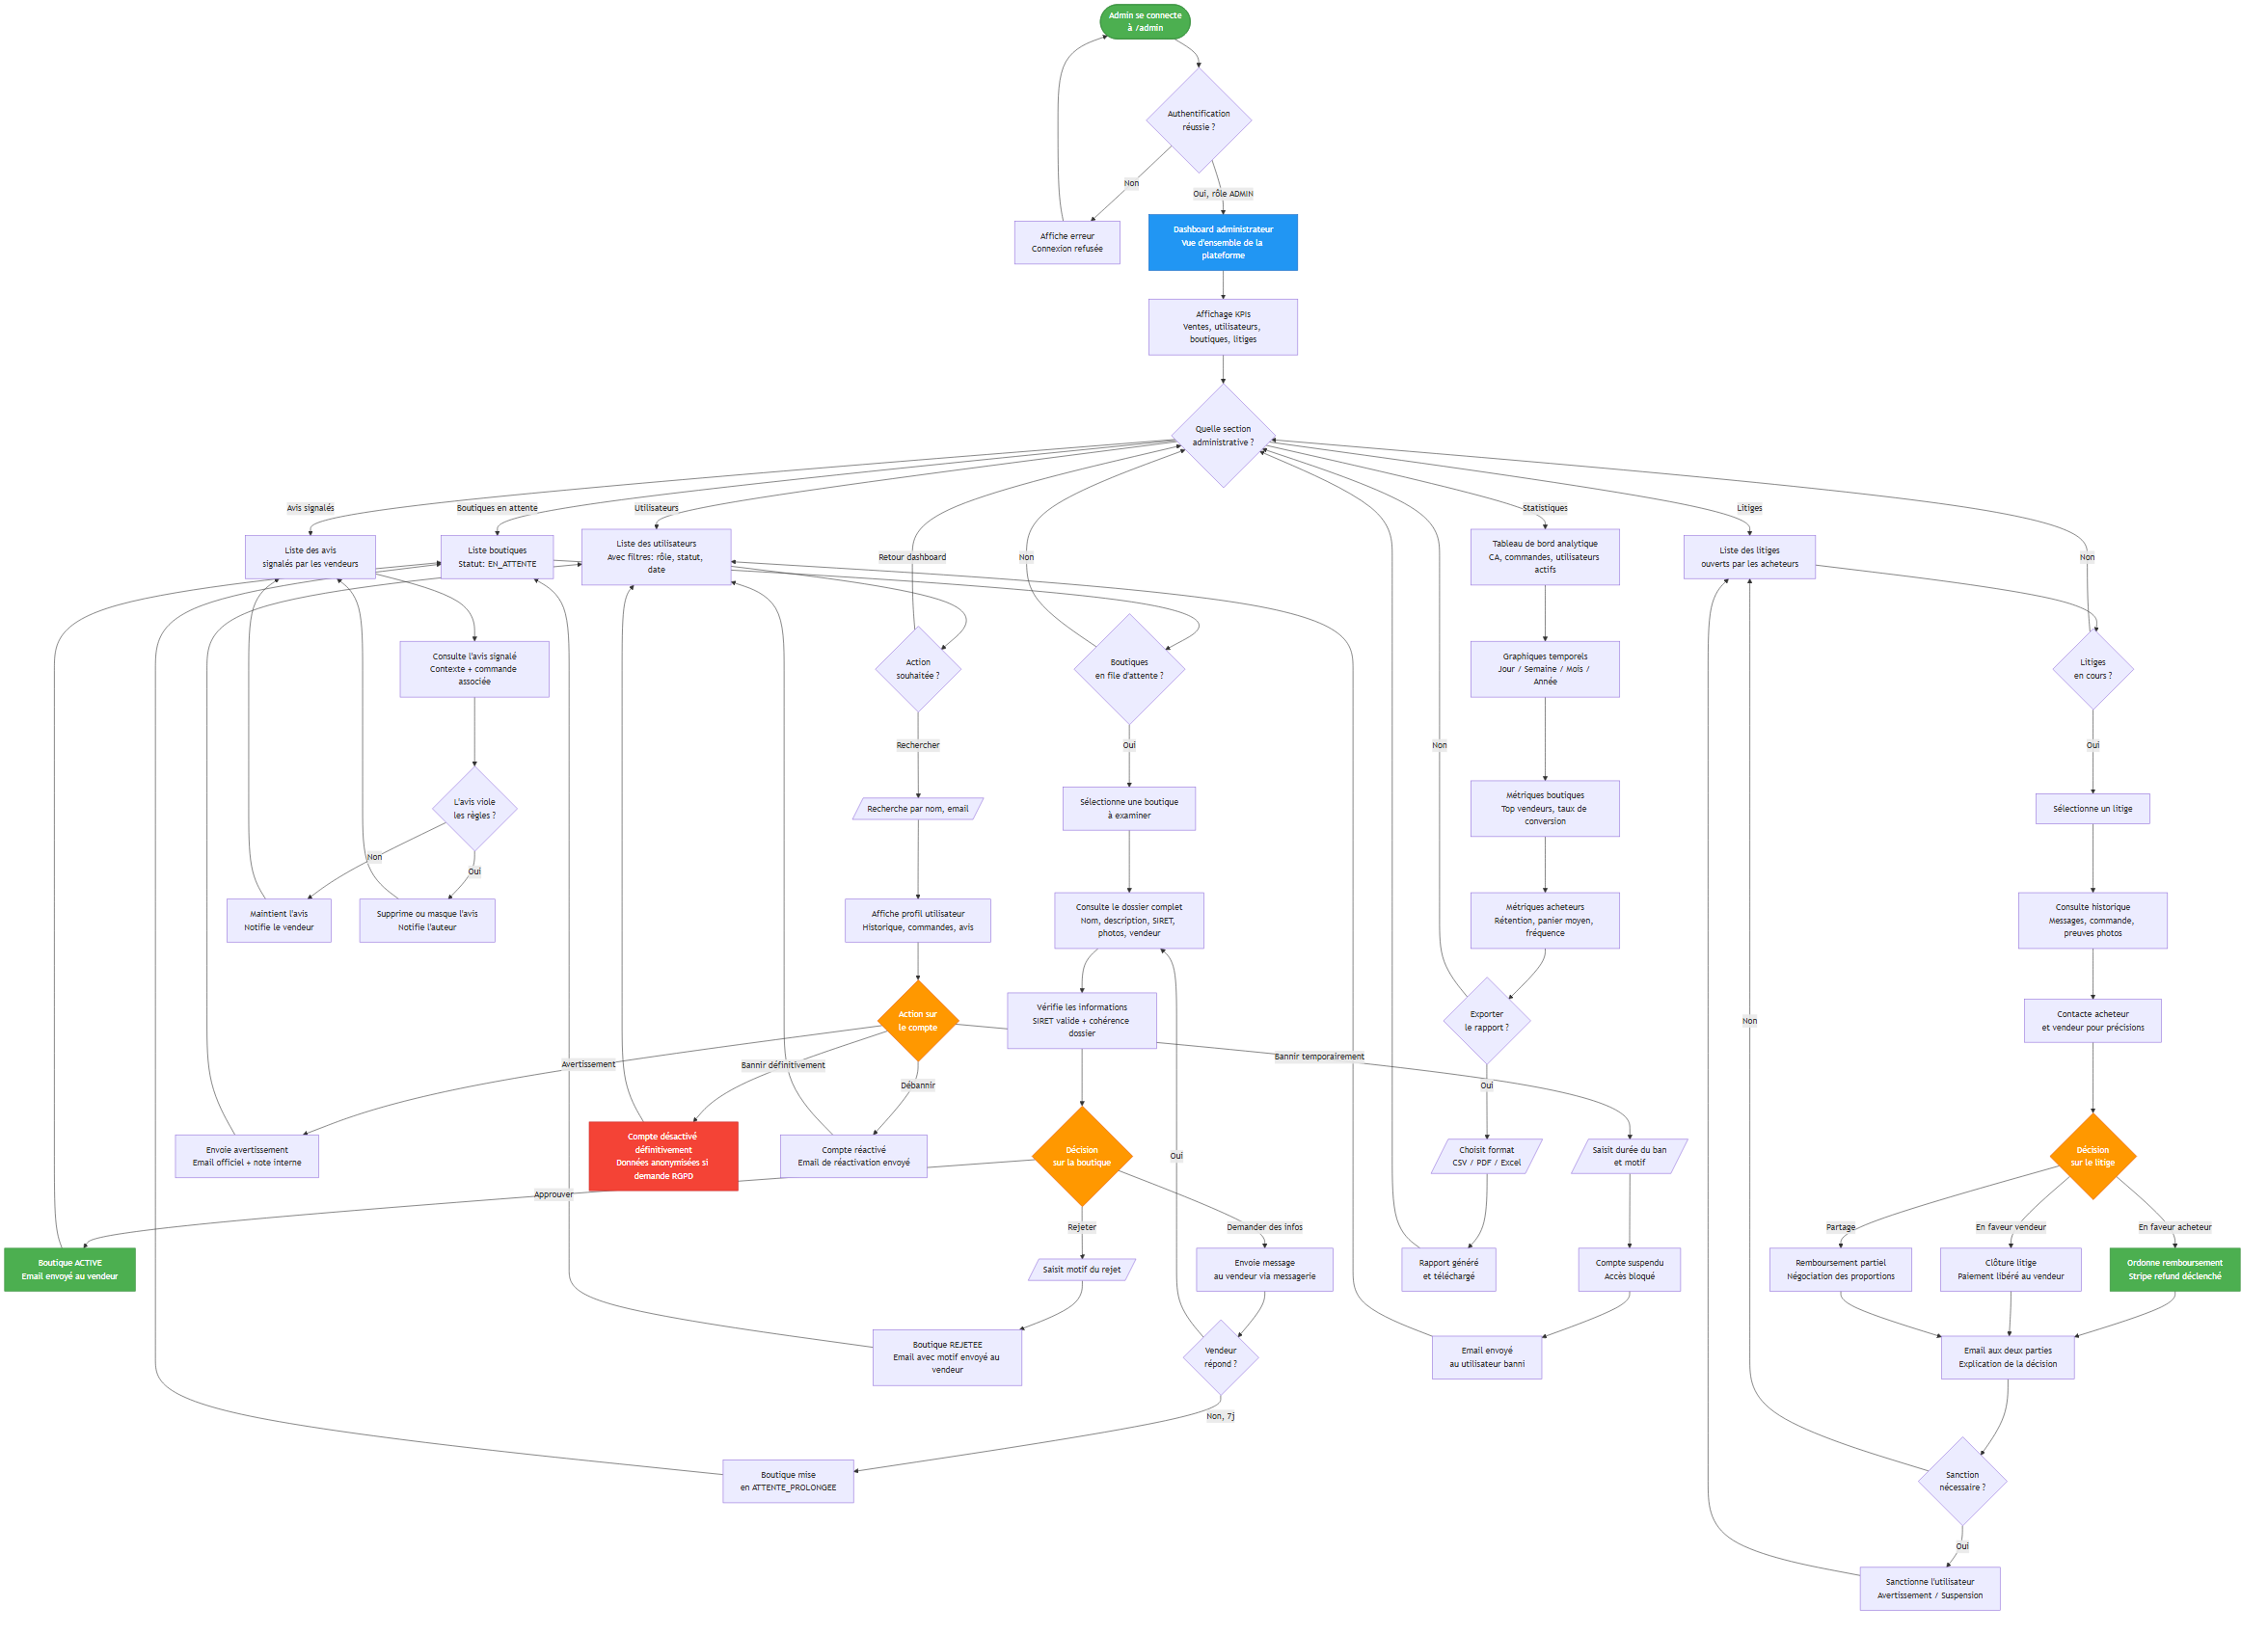 Admin se connecte
à /admin
Authentification
réussie ?
Non
Oui, rôle ADMIN
Affiche erreur
Connexion refusée
Dashboard administrateur
Vue d'ensemble de la
plateforme
Affichage KPIs
Ventes, utilisateurs,
boutiques, litiges
Quelle section
administrative ?
Avis signalés
Boutiques en attente
Utilisateurs
Statistiques
Litiges
Liste des avis
signalés par les vendeurs
Liste boutiques
Statut: EN_ATTENTE
Liste des utilisateurs
Avec filtres: rôle, statut,
date
Retour dashboard
Non
Tableau de bord analytique
CA, commandes, utilisateurs
actifs
Liste des litiges
ouverts par les acheteurs
Non
Consulte l'avis signalé
Contexte + commande
associée
Action
souhaitée ?
Boutiques
en file d'attente ?
Graphiques temporels
Jour / Semaine / Mois /
Année
Litiges
en cours ?
Rechercher
Oui
Non
Oui
L'avis viole
les règles ?
Recherche par nom, email
Sélectionne une boutique
à examiner
Métriques boutiques
Top vendeurs, taux de
conversion
Sélectionne un litige
Non
Oui
Maintient l'avis
Notifie le vendeur
Supprime ou masque l'avis
Notifie l'auteur
Affiche profil utilisateur
Historique, commandes, avis
Consulte le dossier complet
Nom, description, SIRET,
photos, vendeur
Métriques acheteurs
Rétention, panier moyen,
fréquence
Consulte historique
Messages, commande,
preuves photos
Action sur
le compte
Vérifie les informations
SIRET valide + cohérence
dossier
Exporter
le rapport ?
Non
Contacte acheteur
et vendeur pour précisions
Avertissement
Bannir définitivement
Débannir
Bannir temporairement
Oui
Envoie avertissement
Email officiel + note interne
Compte désactivé
définitivement
Données anonymisées si
demande RGPD
Compte réactivé
Email de réactivation envoyé
Décision
sur la boutique
Oui
Choisit format
CSV / PDF / Excel
Saisit durée du ban
et motif
Décision
sur le litige
Approuver
Rejeter
Demander des infos
Partage
En faveur vendeur
En faveur acheteur
Boutique ACTIVE
Email envoyé au vendeur
Saisit motif du rejet
Envoie message
au vendeur via messagerie
Rapport généré
et téléchargé
Compte suspendu
Accès bloqué
Remboursement partiel
Négociation des proportions
Clôture litige
Paiement libéré au vendeur
Ordonne remboursement
Stripe refund déclenché
Boutique REJETEE
Email avec motif envoyé au
vendeur
Vendeur
répond ?
Email envoyé
au utilisateur banni
Email aux deux parties
Explication de la décision
Non, 7j
Boutique mise
en ATTENTE_PROLONGEE
Sanction
nécessaire ?
Oui
Sanctionne l'utilisateur
Avertissement / Suspension